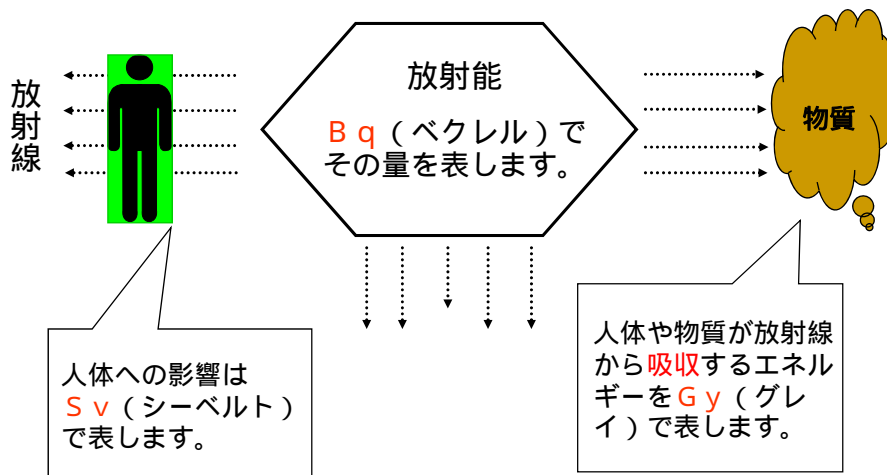 放射線
放射能
Ｂｑ（ベクレル）で
その量を表します。
物質
人体への影響は
Ｓｖ（シーベルト）
で表します。
人体や物質が放射線
から吸収するエネル
ギーをＧｙ（グレ
イ）で表します。